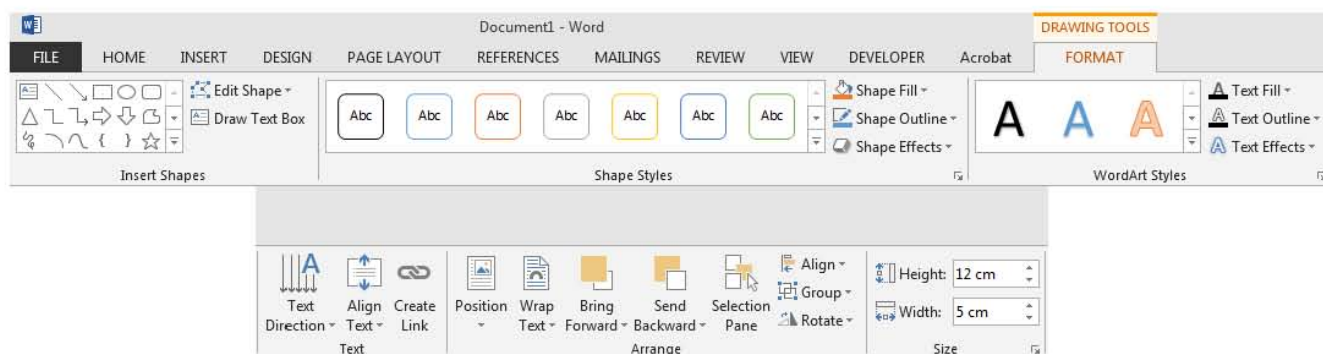 Document1 - Word
DRAWING TOOLS
FILE HOME INSERT DESIGN PAGE LAYOUT REFERENCES MAILINGS REVIEW VIEW DEVELOPER Acrobat FORMAT
Edit Shape
Draw Text Box
Insert Shapes
Abc Abc Abc Abc Abc Abc Abc
Shape Fill
Shape Outline
Shape Effects
Shape Styles
A A A
Text Fill
Text Outline
Text Effects
WordArt Styles
Text Direction
Align Text
Create Link
Text
Position
Wrap Text
Bring Forward
Send Backward
Selection Pane
Align
Group
Rotate
Arrange
Height: 12 cm
Width: 5 cm
Size